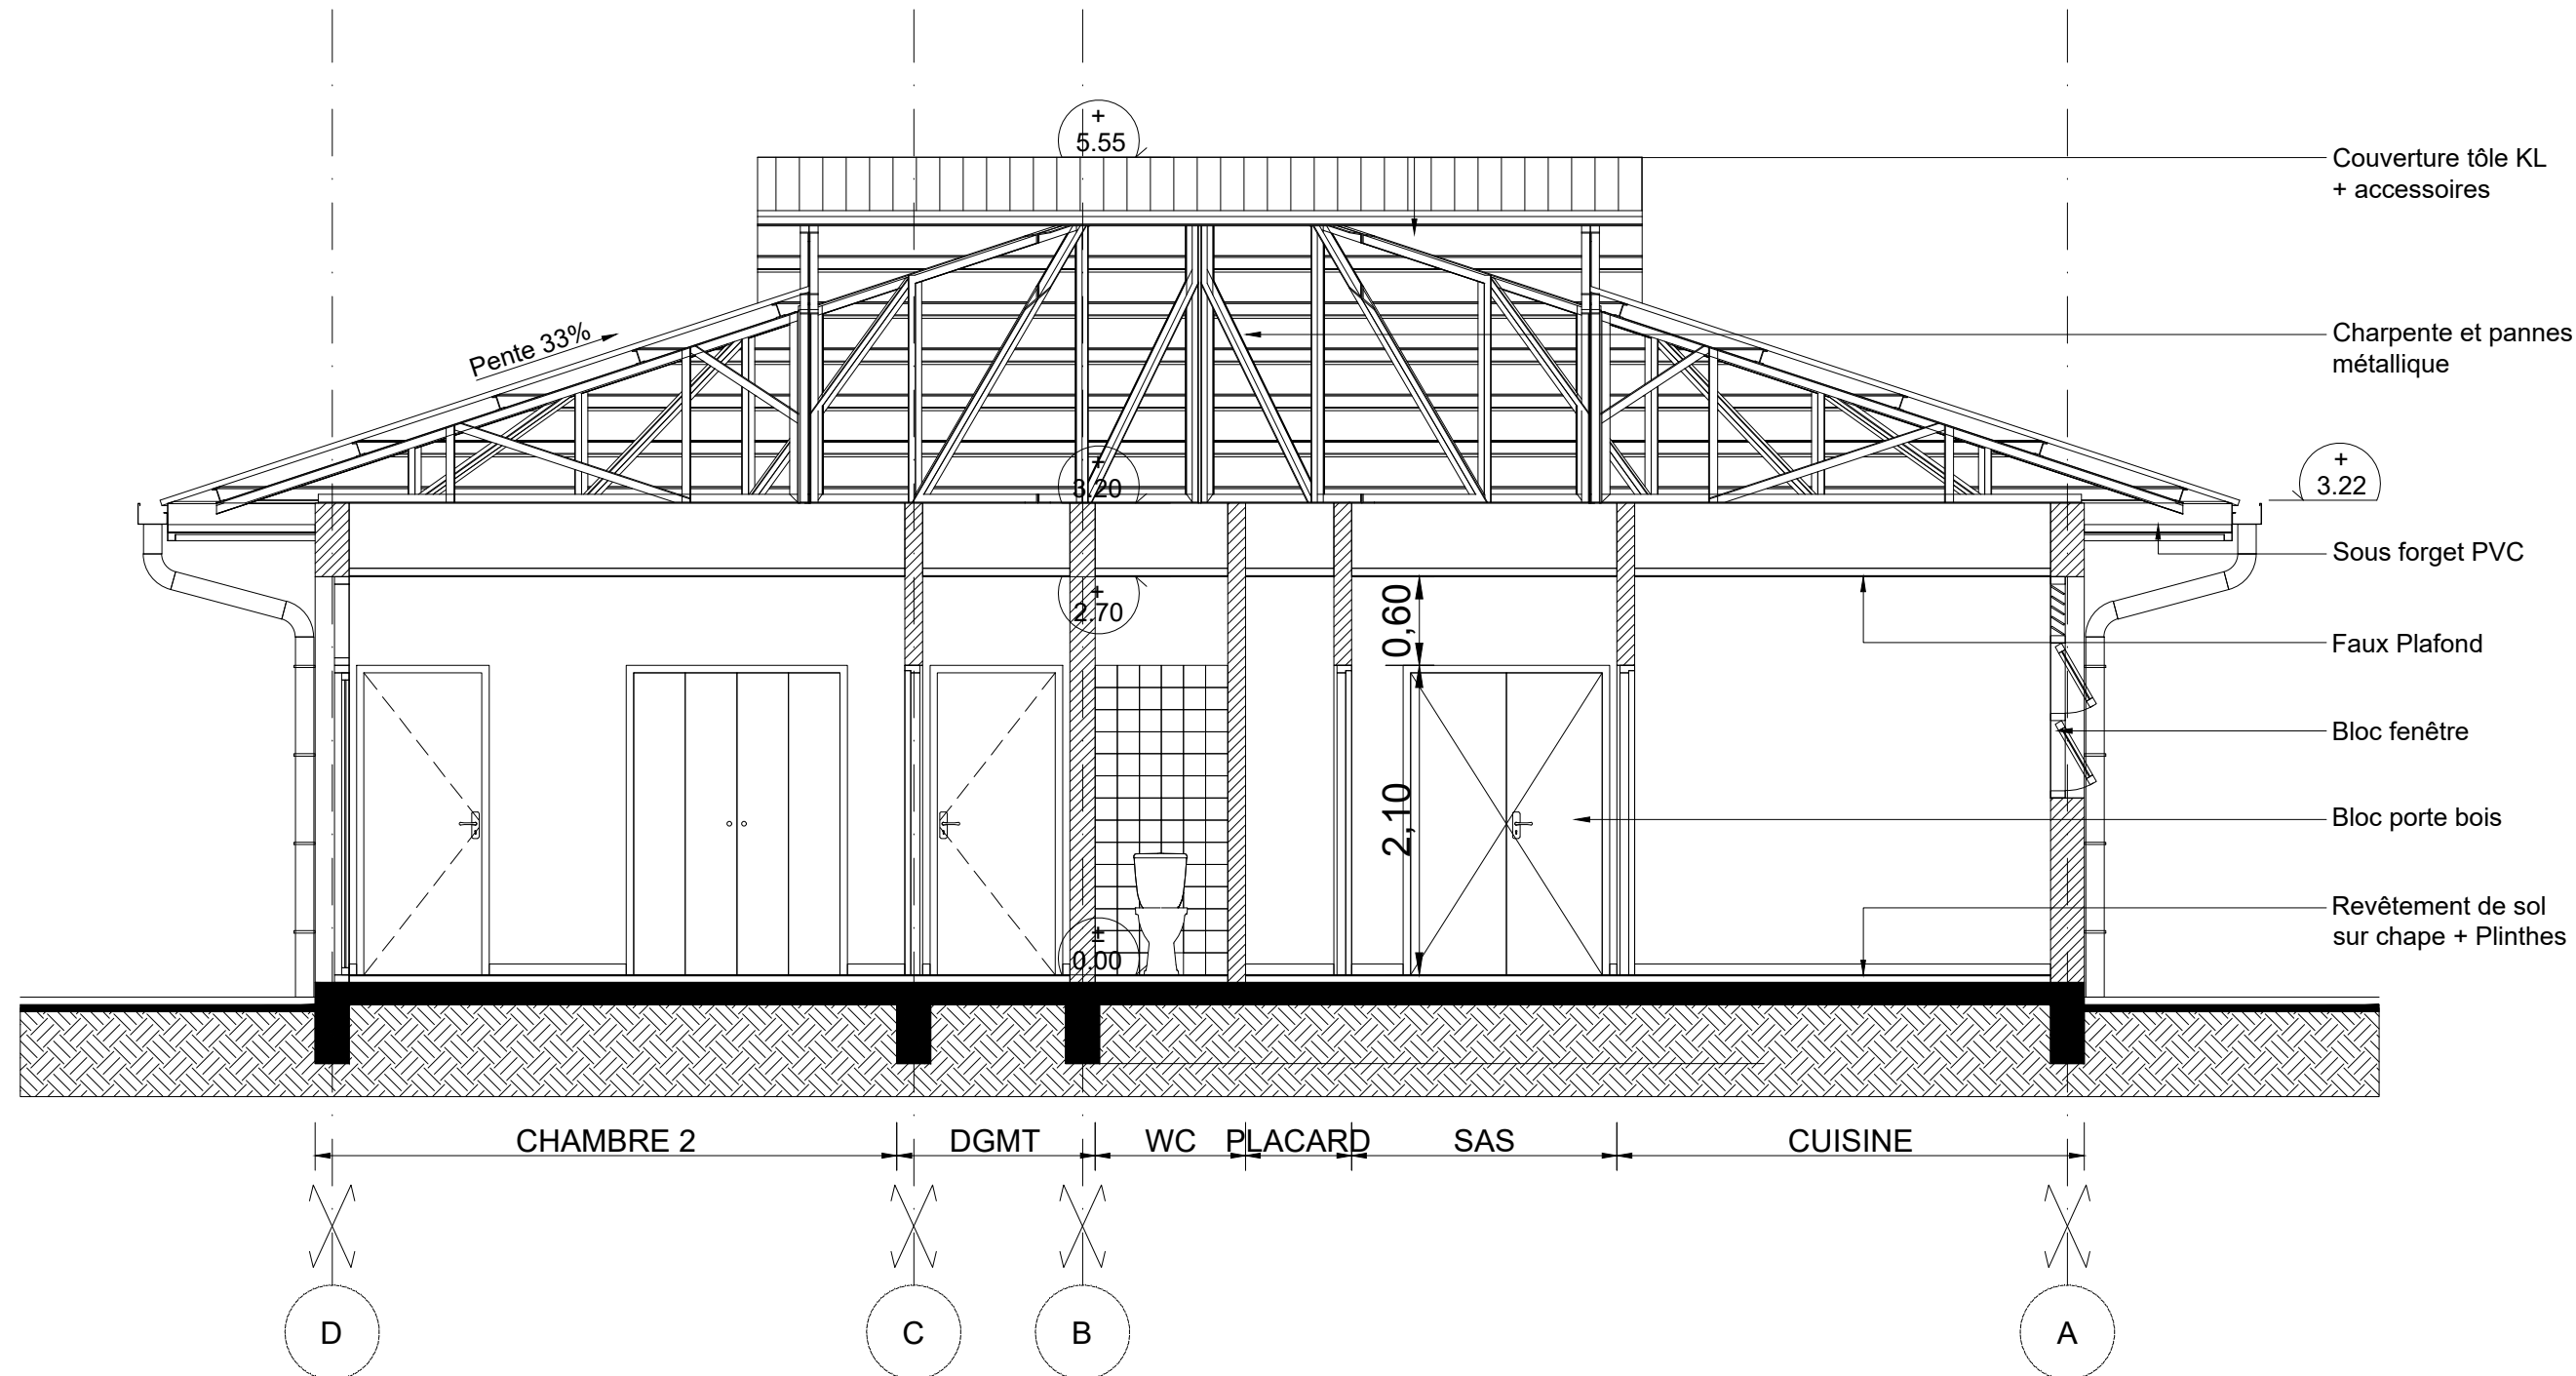 +
5.55
Couverture tôle KL
+ accessoires
Pente 33%
Charpente et pannes
métallique
+
3.20
+
3.22
Sous forget PVC
+
2.70
0,60
Faux Plafond
Bloc fenêtre
2,10
Bloc porte bois
Revêtement de sol
sur chape + Plinthes
±
0.00
CHAMBRE 2
DGMT
WC
PLACARD
SAS
CUISINE
D
C
B
A